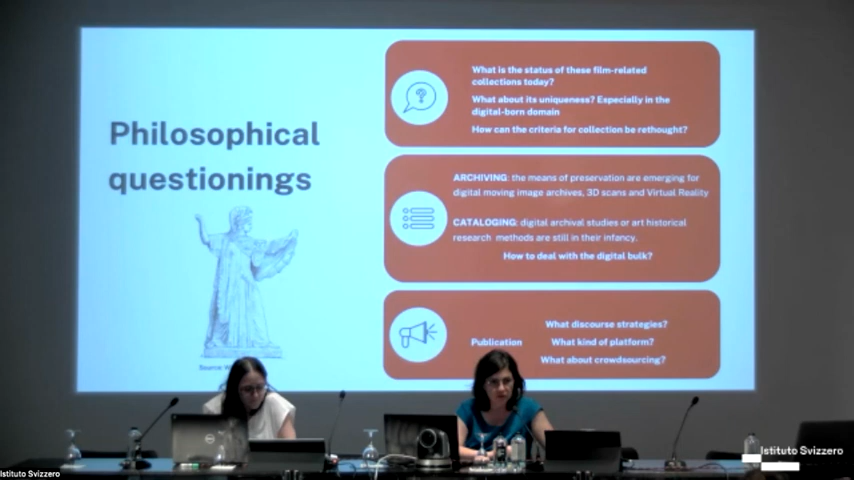 Philosophical
questionings
Source:
What is the status of these film-related
collections today?
What about its uniqueness? Especially in the
digital-born domain
How can the criteria for collection be rethought?
ARCHIVING: the means of preservation are emerging for
digital moving image archives, 3D scans and Virtual Reality
CATALOGING: digital archival studies or art historical
research methods are still in their infancy.
How to deal with the digital bulk?
What discourse strategies?
Publication What kind of platform?
What about crowdsourcing?
Istituto Svizzero
Istituto Svizzero